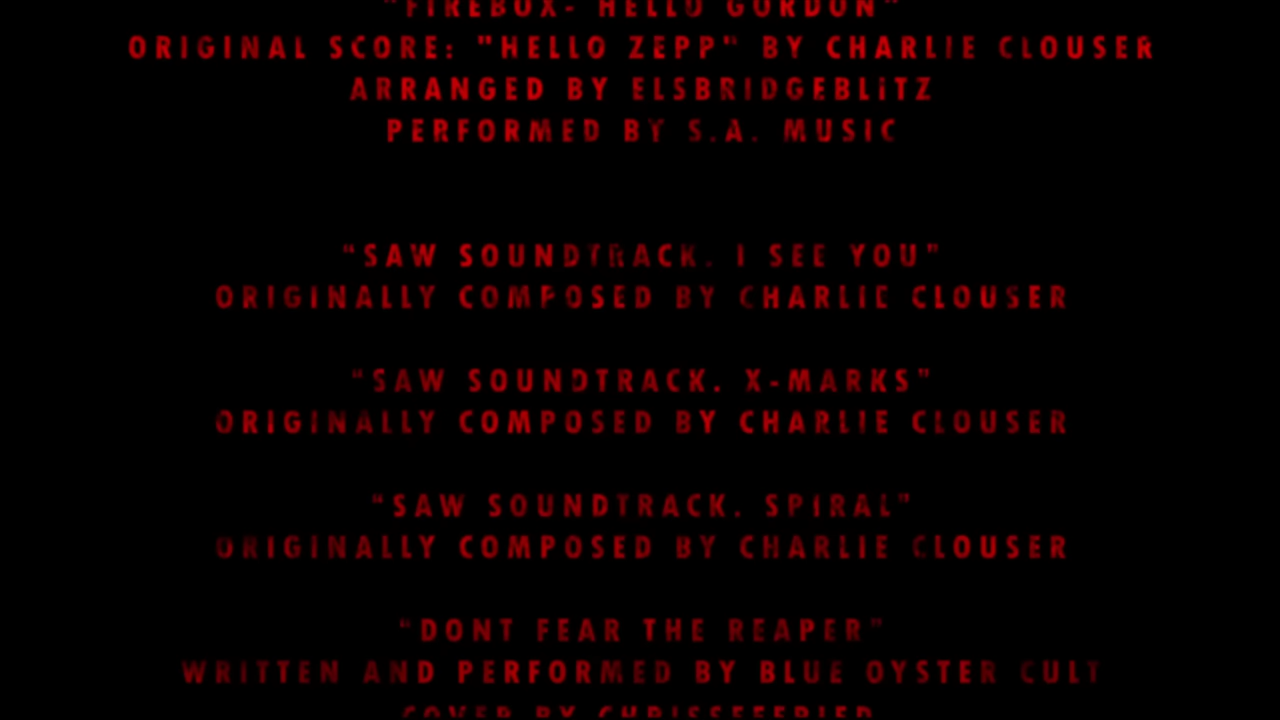 "FIREBOX- HELLO GORDON"
ORIGINAL SCORE: "HELLO ZEPP" BY CHARLIE CLOUSER
ARRANGED BY ELSBRIDGEBLITZ
PERFORMED BY S.A. MUSIC
"SAW SOUNDTRACK. I SEE YOU"
ORIGINALLY COMPOSED BY CHARLIE CLOUSER
"SAW SOUNDTRACK. X-MARKS"
ORIGINALLY COMPOSED BY CHARLIE CLOUSER
"SAW SOUNDTRACK. SPIRAL"
ORIGINALLY COMPOSED BY CHARLIE CLOUSER
"DONT FEAR THE REAPER"
WRITTEN AND PERFORMED BY BLUE OYSTER CULT
COVER BY